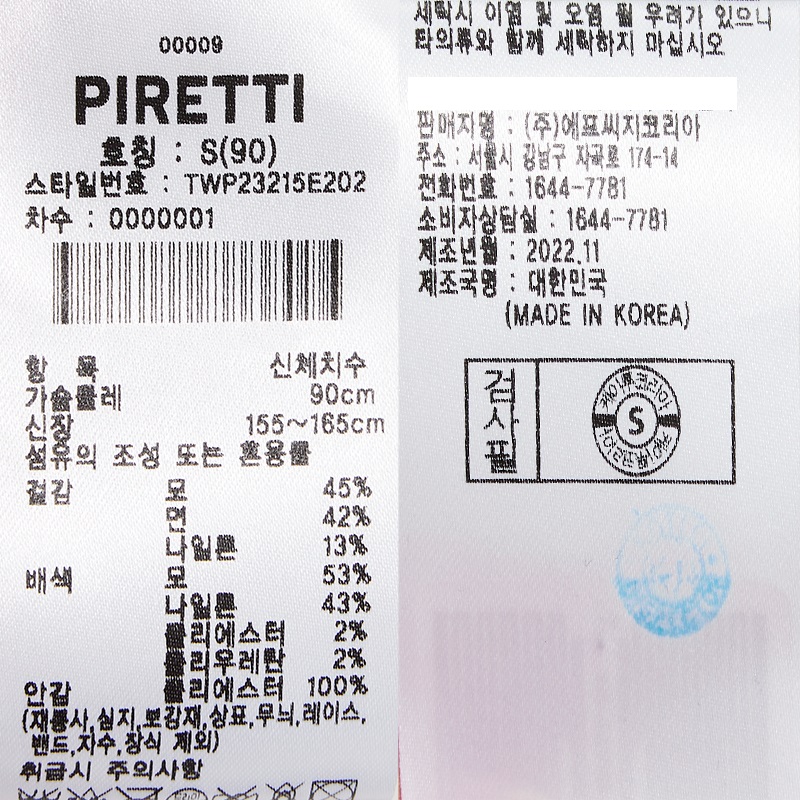 00009
PIRETTI
호칭 : S(90)
스타일번호 : TWP23215E202
차수 : 0000001
항 목 신체치수
가슴둘레 90cm
신장 155~165cm
섬유의 조성 또는 혼용률
겉감 모 45%
면 42%
나일론 13%
배색 모 53%
나일론 43%
폴리에스터 2%
폴리우레탄 2%
안감 폴리에스터 100%
(재봉사,심지,보강재,상표,무늬,레이스,
밴드,자수,장식 제외)
취급시 주의사항
세탁시 이염 및 오염 될 우려가 있으니
타의류와 함께 세탁하지 마십시오
판매자명 : (주)에프씨지코리아
주소 : 서울시 강남구 자곡로 174-14
전화번호 : 1644-7781
소비자상담실 : 1644-7781
제조년월 : 2022.11
제조국명 : 대한민국
(MADE IN KOREA)
검사필
S